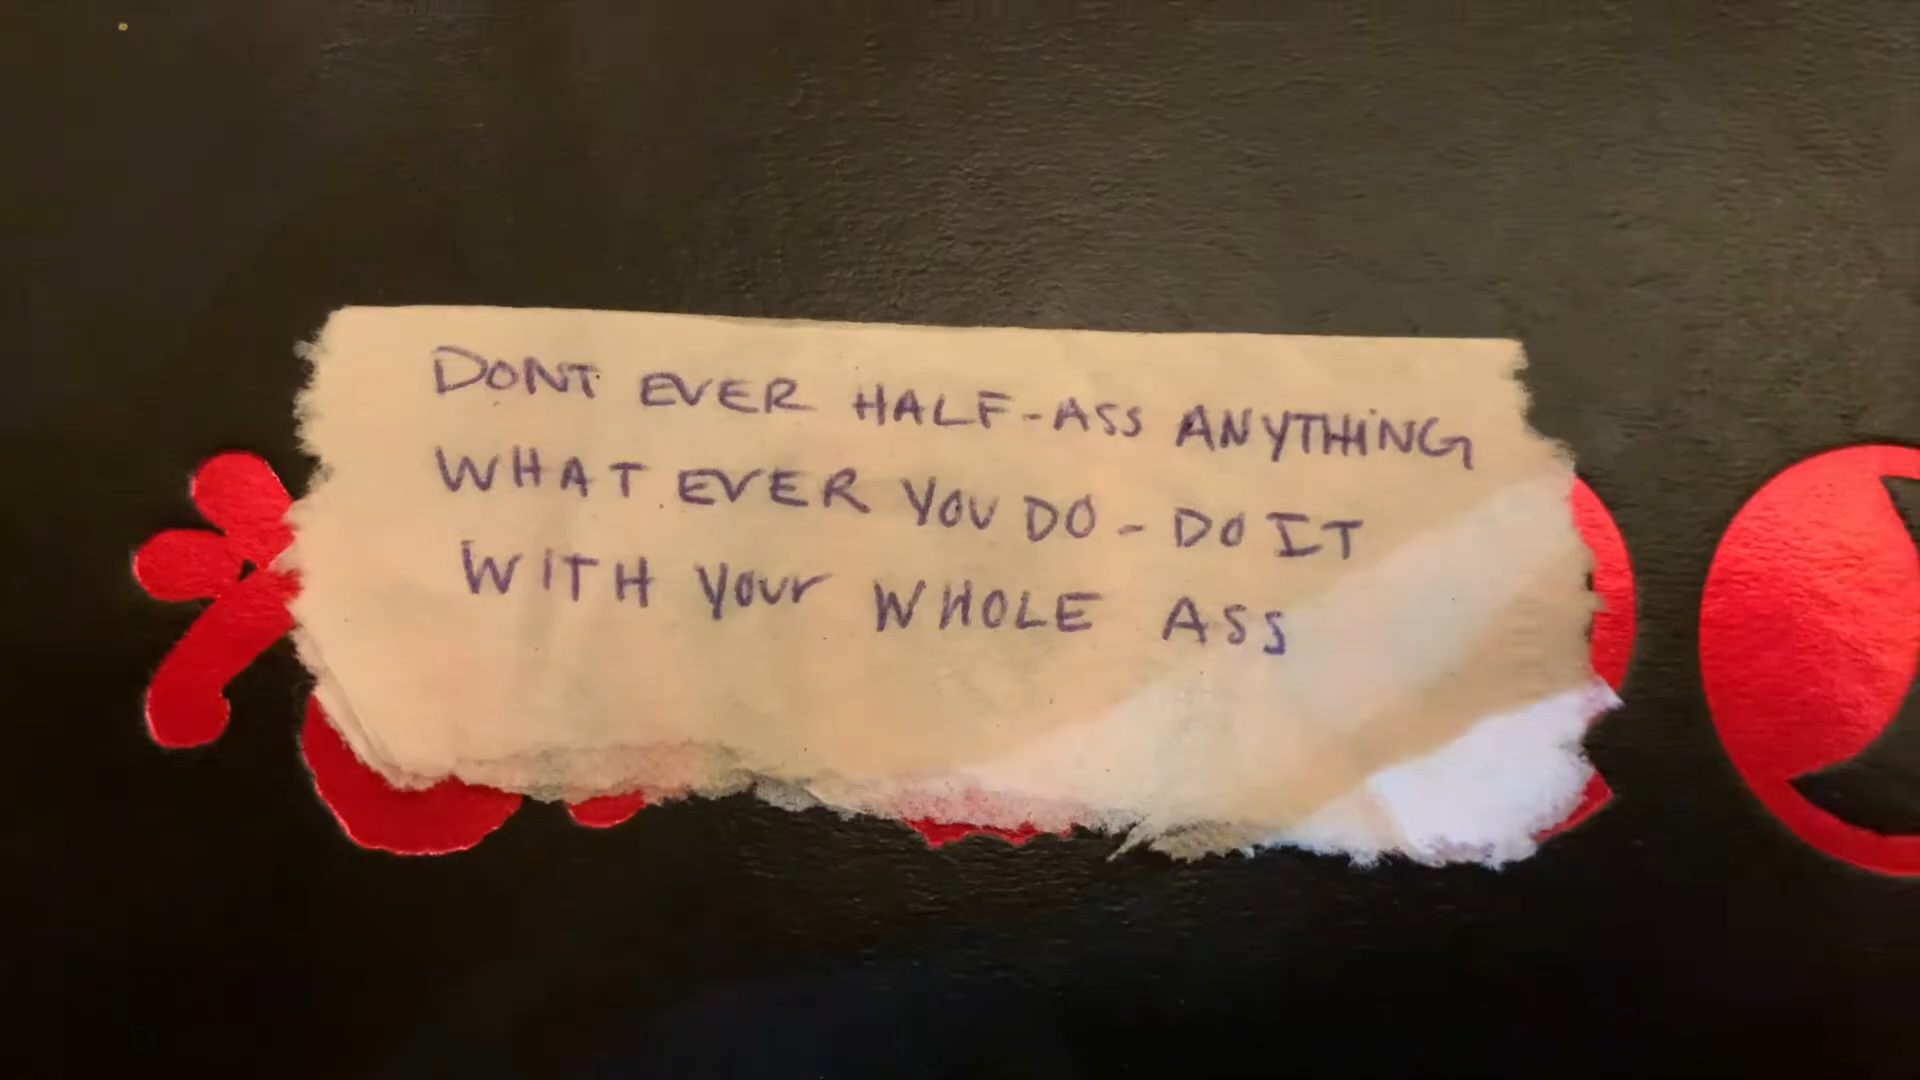 DONT EVER HALF-ASS ANYTHiNG
WHAT EVER YOU DO - DO IT
WITH YOur WHOLE ASS